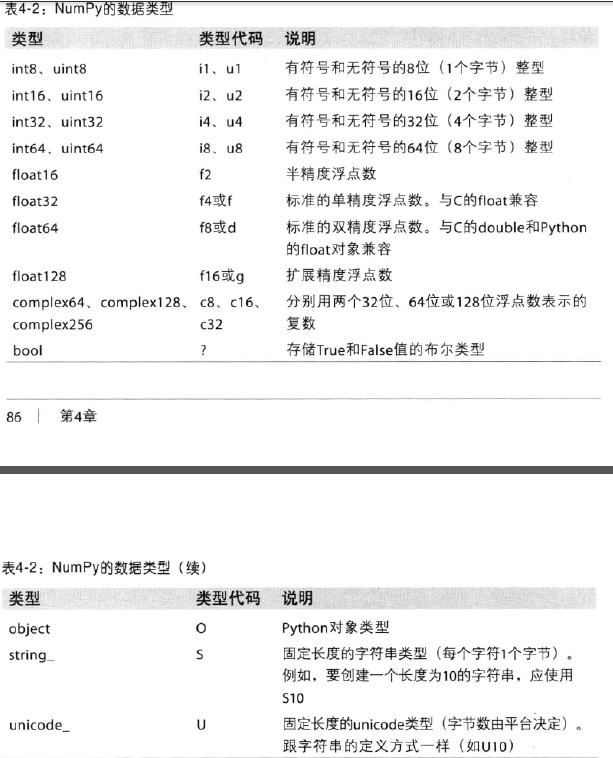 表4-2：NumPy的数据类型
类型 类型代码 说明
int8、uint8 i1、u1 有符号和无符号的8位（1个字节）整型
int16、uint16 i2、u2 有符号和无符号的16位（2个字节）整型
int32、uint32 i4、u4 有符号和无符号的32位（4个字节）整型
int64、uint64 i8、u8 有符号和无符号的64位（8个字节）整型
float16 f2 半精度浮点数
float32 f4或f 标准的单精度浮点数。与C的float兼容
float64 f8或d 标准的双精度浮点数。与C的double和Python
的float对象兼容
float128 f16或g 扩展精度浮点数
complex64、complex128、 c8、c16、 分别用两个32位、64位或128位浮点数表示的
complex256 c32 复数
bool ? 存储True和False值的布尔类型
86 | 第4章
表4-2：NumPy的数据类型（续）
类型 类型代码 说明
object O Python对象类型
string_ S 固定长度的字符串类型（每个字符1个字节）。
例如，要创建一个长度为10的字符串，应使用
S10
unicode_ U 固定长度的unicode类型（字节数由平台决定）。
跟字符串的定义方式一样（如U10）